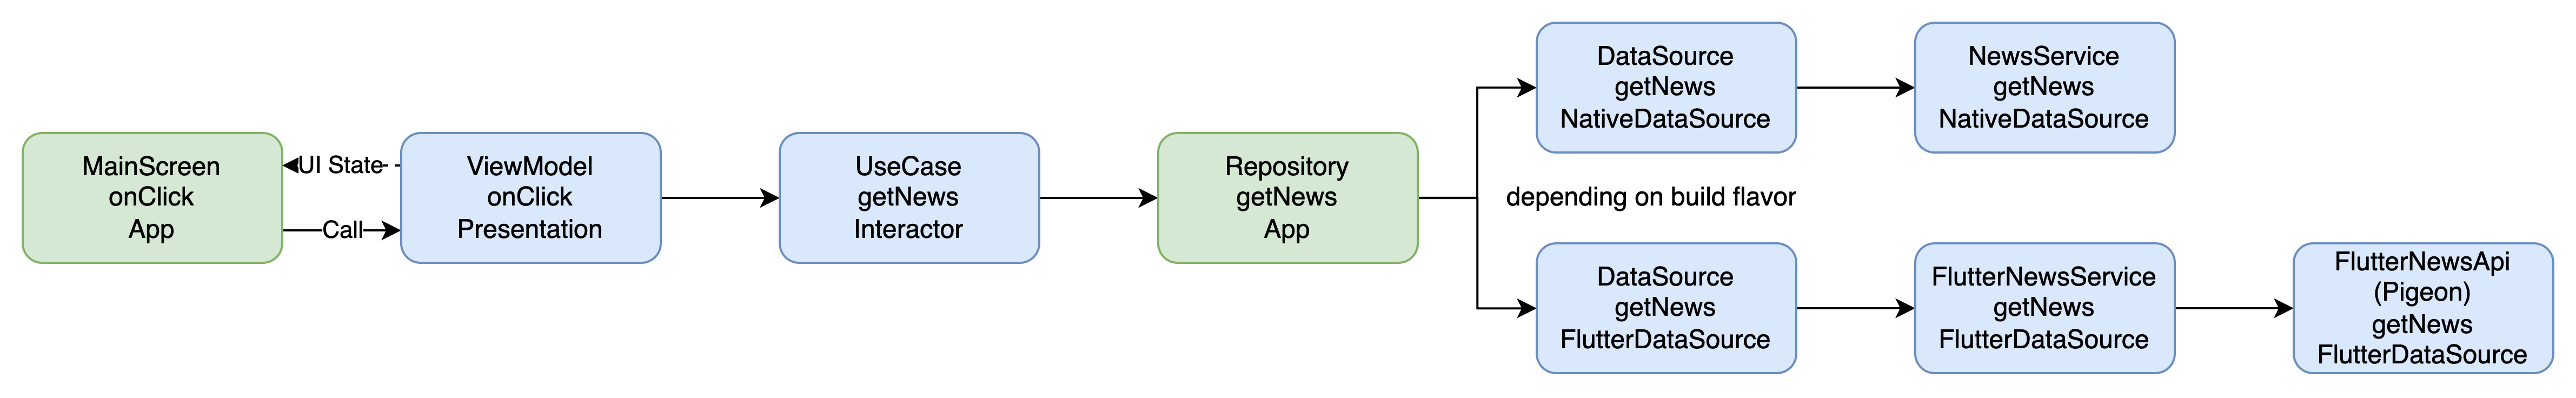 MainScreen
onClick
App
UI State
Call
ViewModel
onClick
Presentation
UseCase
getNews
Interactor
Repository
getNews
App
depending on build flavor
DataSource
getNews
NativeDataSource
NewsService
getNews
NativeDataSource
DataSource
getNews
FlutterDataSource
FlutterNewsService
getNews
FlutterDataSource
FlutterNewsApi
(Pigeon)
getNews
FlutterDataSource